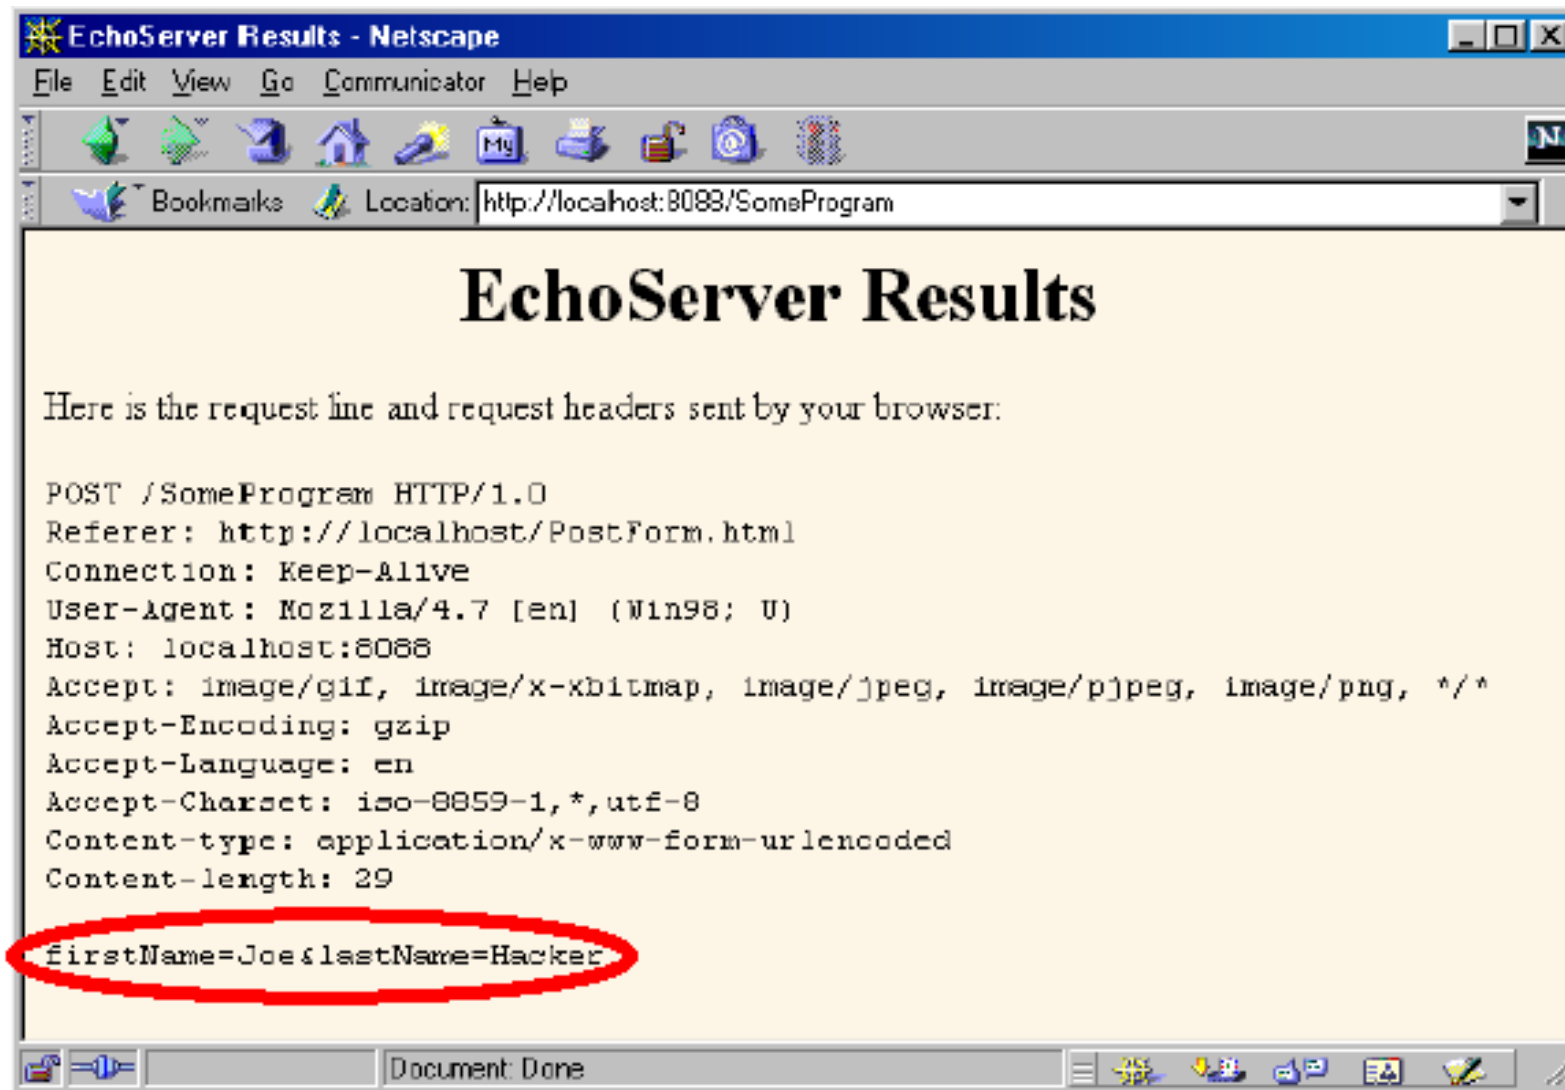 EchoServer Results - Netscape
File Edit View Go Communicator Help
My
N
Bookmarks Location: http://localhost:8088/SomeProgram
EchoServer Results
Here is the request line and request headers sent by your browser:
POST /SomeProgram HTTP/1.0
Referer: http://localhost/PostForm.html
Connection: Keep-Alive
User-Agent: Mozilla/4.7 [en] (Win98; U)
Host: localhost:8088
Accept: image/gif, image/x-xbitmap, image/jpeg, image/pjpeg, image/png, */*
Accept-Encoding: gzip
Accept-Language: en
Accept-Charset: iso-8859-1,*,utf-8
Content-type: application/x-www-form-urlencoded
Content-length: 29
firstName=Joe&lastName=Hacker
Document: Done